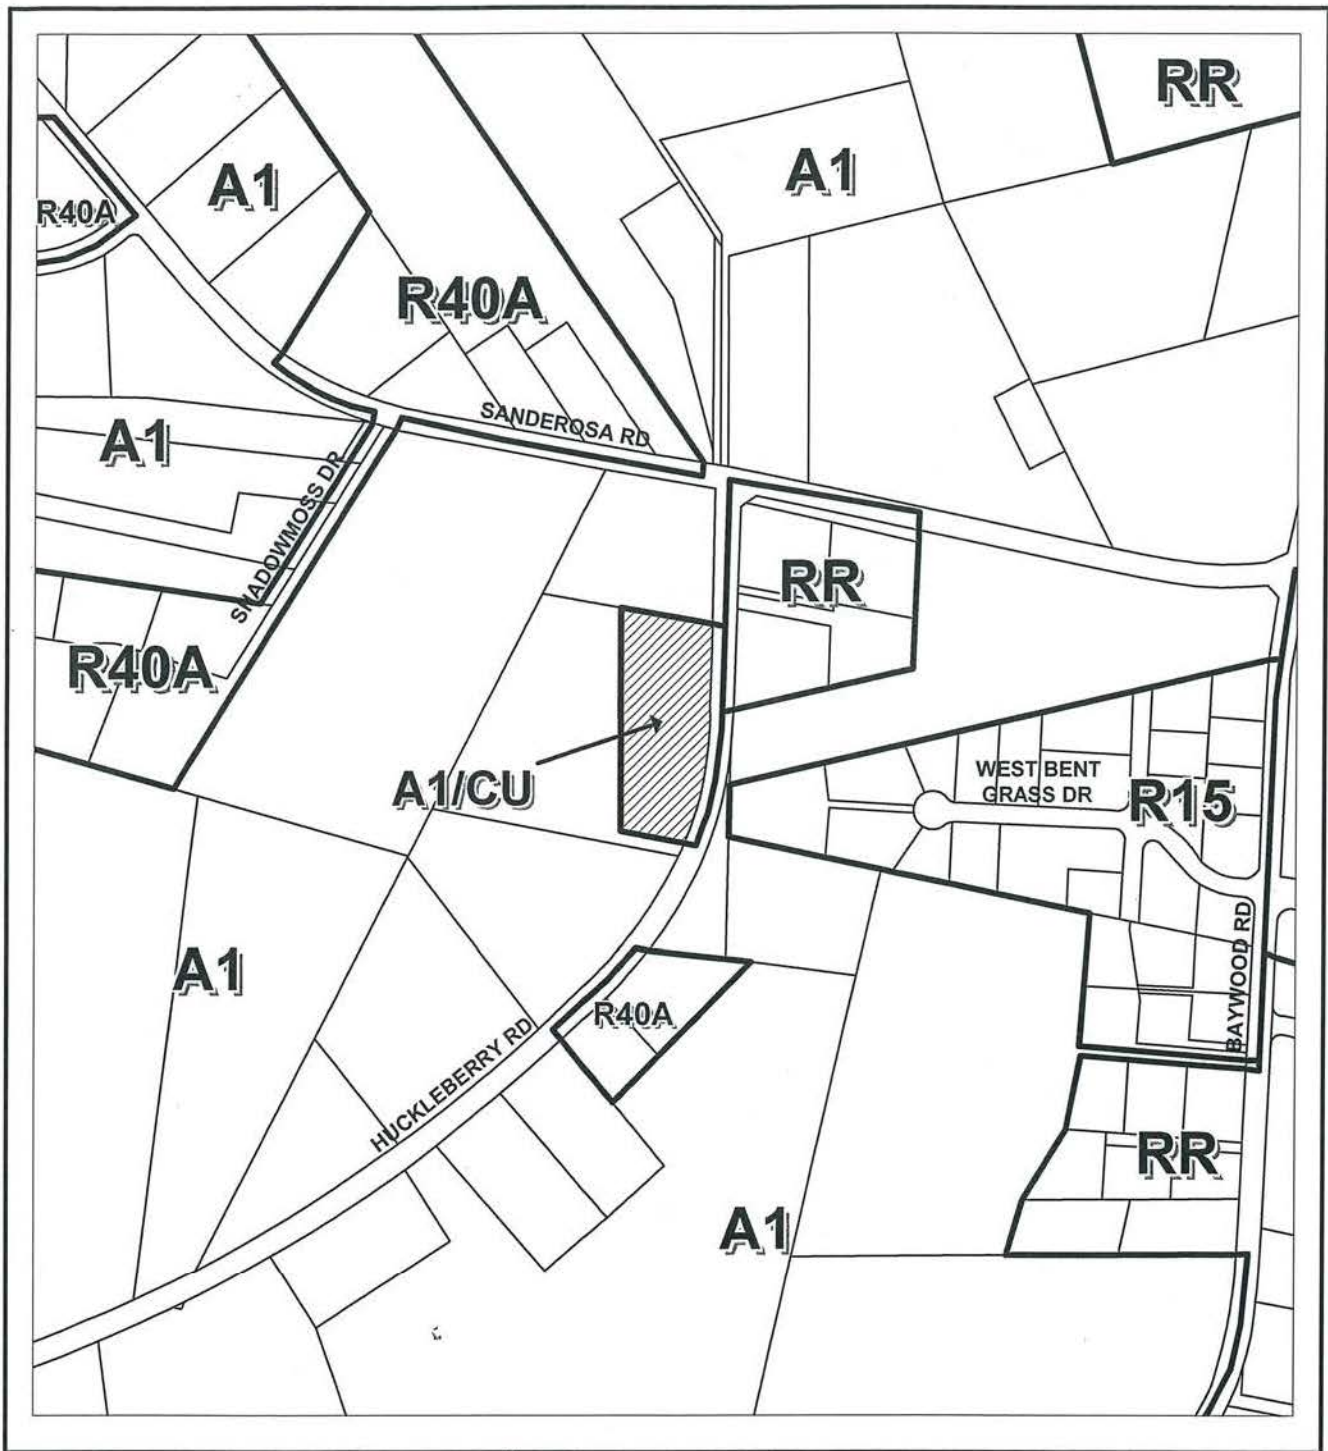 RR
A1
A1
R40A
R40A
SANDEROSA RD
A1
SHADOWMOSS DR
RR
R40A
A1/CU
WEST BENT
GRASS DR
R15
BAYWOOD RD
A1
R40A
HUCKLEBERRY RD
RR
A1